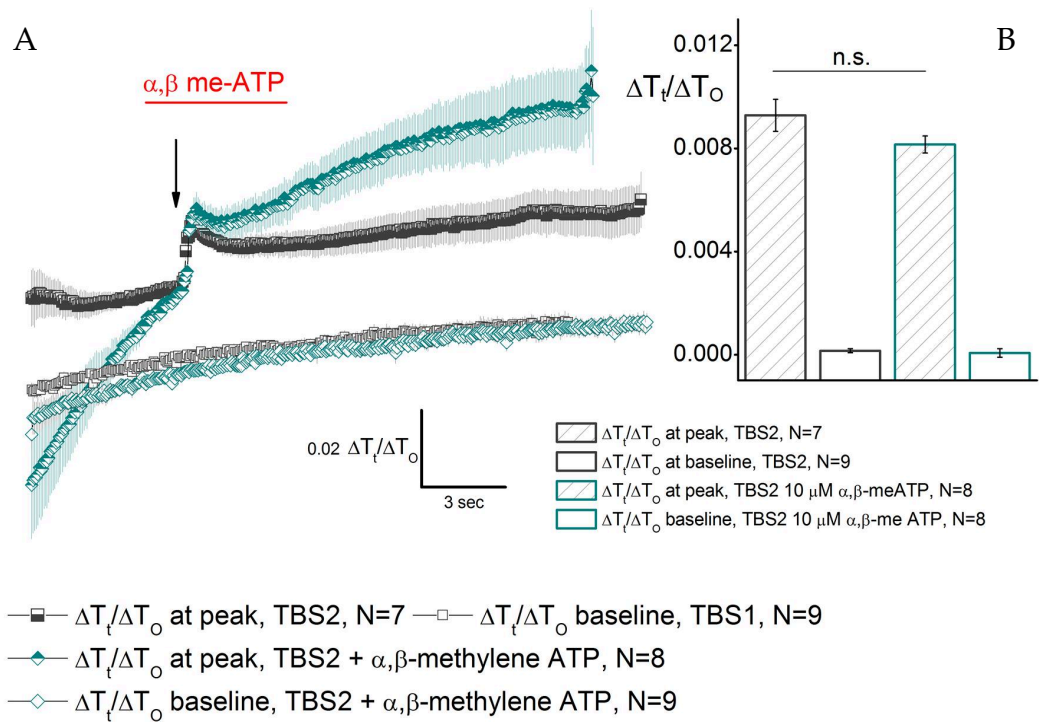 A
B
α,β me-ATP
0.02 ΔTt/ΔTO
3 sec
ΔTt/ΔTO
0.012
0.008
0.004
0.000
n.s.
ΔTt/ΔTO at peak, TBS2, N=7
ΔTt/ΔTO at baseline, TBS2, N=9
ΔTt/ΔTO at peak, TBS2 10 μM α,β-meATP, N=8
ΔTt/ΔTO baseline, TBS2 10 μM α,β-me ATP, N=8
ΔTt/ΔTO at peak, TBS2, N=7 ΔTt/ΔTO baseline, TBS1, N=9
ΔTt/ΔTO at peak, TBS2 + α,β-methylene ATP, N=8
ΔTt/ΔTO baseline, TBS2 + α,β-methylene ATP, N=9